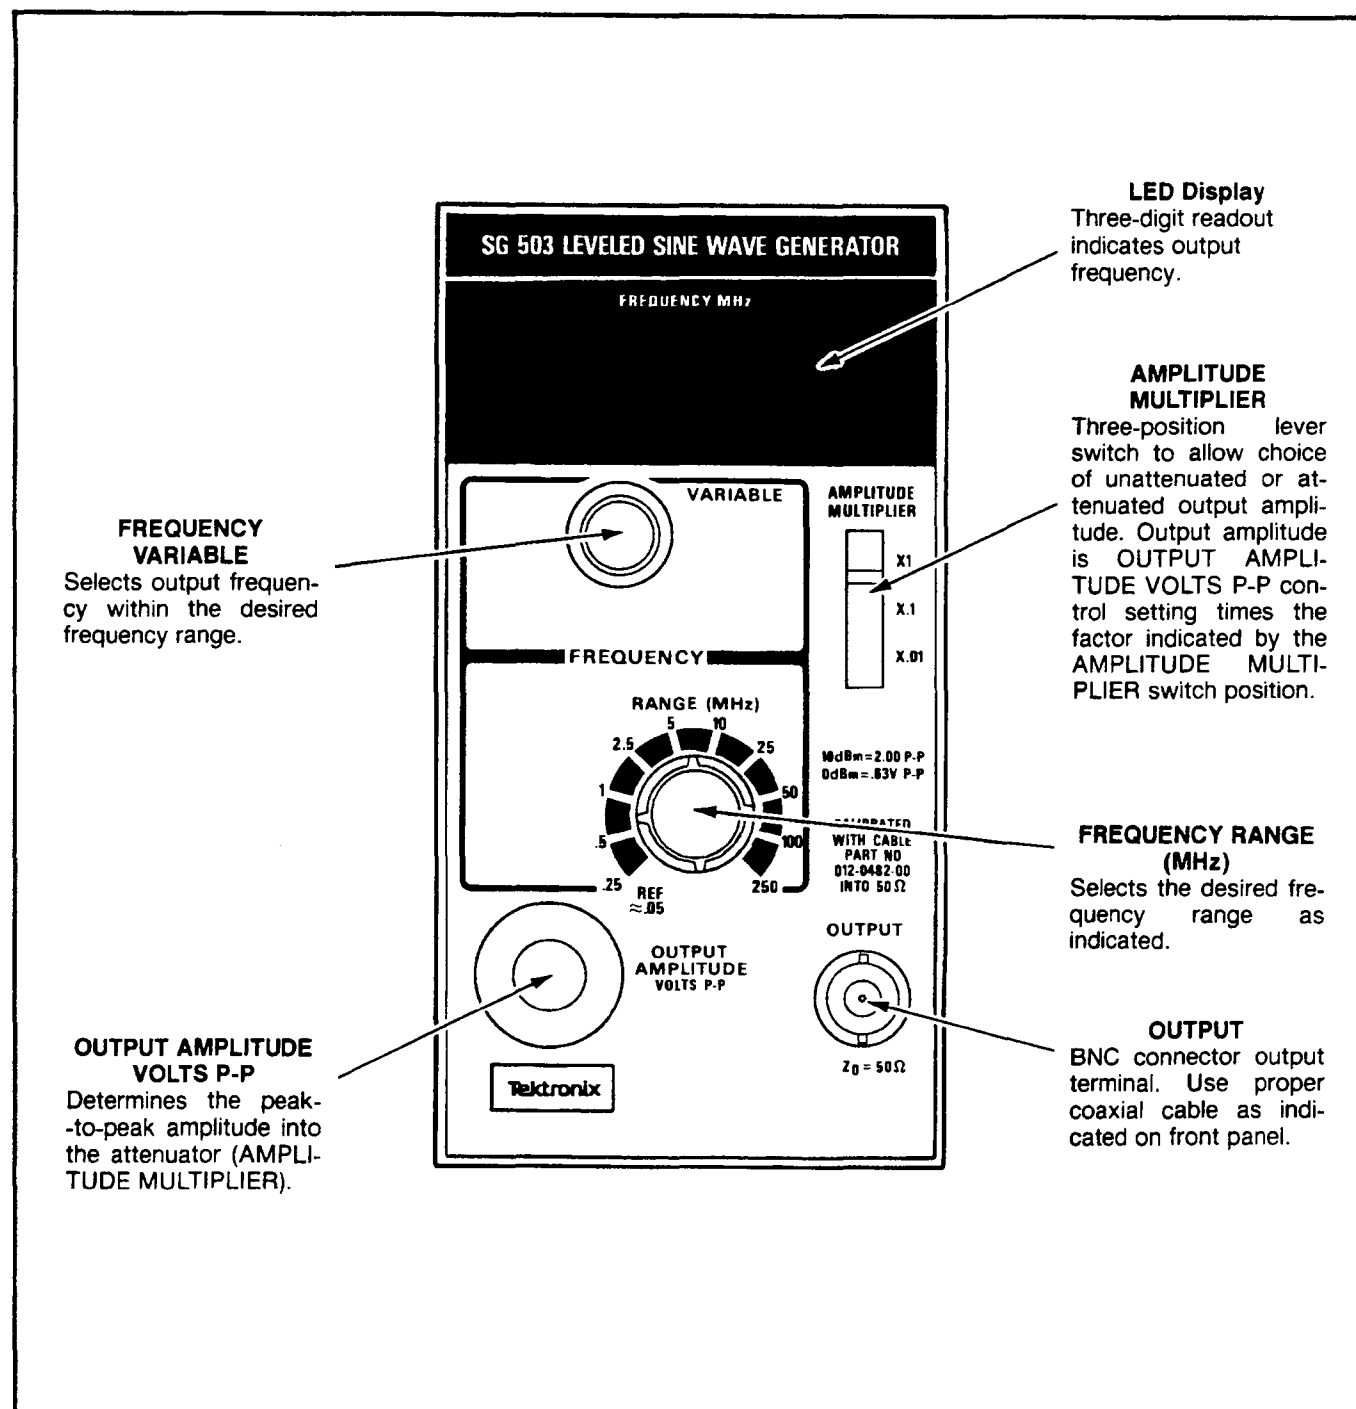 LED Display
Three-digit readout
indicates output
frequency.
SG 503 LEVELED SINE WAVE GENERATOR
FREQUENCY MHz
AMPLITUDE
MULTIPLIER
Three-position lever
switch to allow choice
of unattenuated or at-
tenuated output ampli-
tude. Output amplitude
is OUTPUT AMPLI-
TUDE VOLTS P-P con-
trol setting times the
factor indicated by the
AMPLITUDE MULTI-
PLIER switch position.
FREQUENCY
VARIABLE
Selects output frequen-
cy within the desired
frequency range.
VARIABLE
AMPLITUDE
MULTIPLIER
X1
X.1
X.01
FREQUENCY
RANGE (MHz)
.25
.5
1
2.5
5
10
25
50
100
250
REF
≈.05
10dBm=2.00 P-P
0dBm=.63V P-P
CALIBRATED
WITH CABLE
PART NO
012-0482-00
INTO 50Ω
FREQUENCY RANGE
(MHz)
Selects the desired fre-
quency range as
indicated.
OUTPUT
AMPLITUDE
VOLTS P-P
OUTPUT
Z0 = 50Ω
Tektronix
OUTPUT AMPLITUDE
VOLTS P-P
Determines the peak-
-to-peak amplitude into
the attenuator (AMPLI-
TUDE MULTIPLIER).
OUTPUT
BNC connector output
terminal. Use proper
coaxial cable as indi-
cated on front panel.